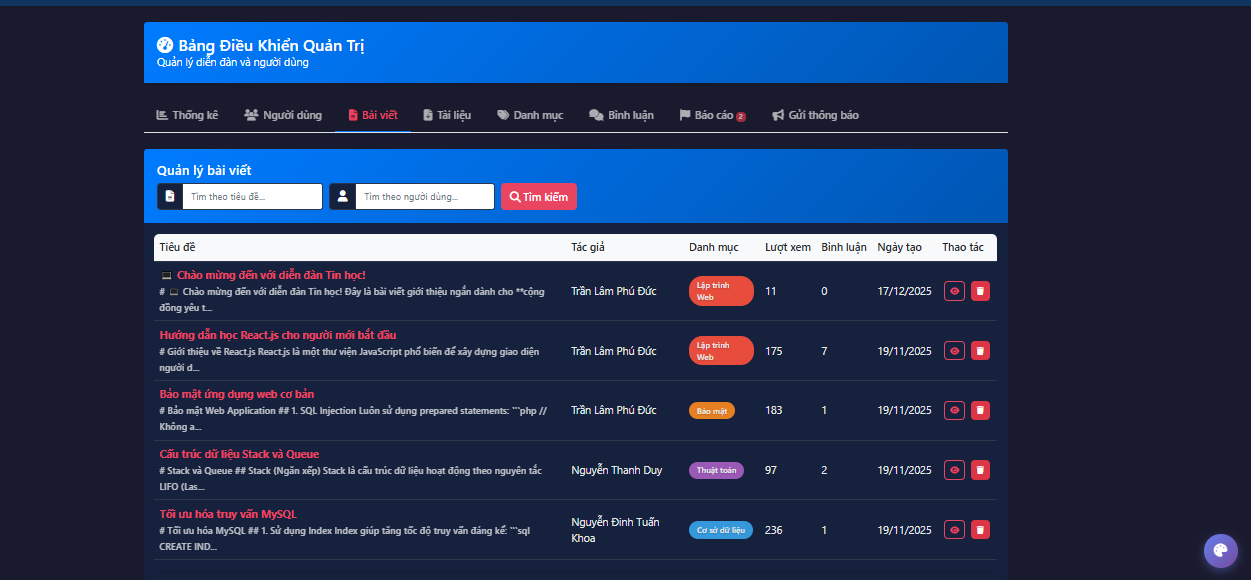 Bảng Điều Khiển Quản Trị
Quản lý diễn đàn và người dùng
Thống kê Người dùng Bài viết Tài liệu Danh mục Bình luận Báo cáo 2 Gửi thông báo
Quản lý bài viết
Tìm theo tiêu đề... Tìm theo người dùng... Tìm kiếm
Tiêu đề Tác giả Danh mục Lượt xem Bình luận Ngày tạo Thao tác
Chào mừng đến với diễn đàn Tin học!
# 💻 Chào mừng đến với diễn đàn Tin học! Đây là bài viết giới thiệu ngắn dành cho **cộng
đồng yêu t...
Trần Lâm Phú Đức
Lập trình
Web
11 0 17/12/2025
Hướng dẫn học React.js cho người mới bắt đầu
# Giới thiệu về React.js React.js là một thư viện JavaScript phổ biến để xây dựng giao diện
người d...
Trần Lâm Phú Đức
Lập trình
Web
175 7 19/11/2025
Bảo mật ứng dụng web cơ bản
# Bảo mật Web Application ## 1. SQL Injection Luôn sử dụng prepared statements: ```php //
Không a...
Trần Lâm Phú Đức
Bảo mật
183 1 19/11/2025
Cấu trúc dữ liệu Stack và Queue
# Stack và Queue ## Stack (Ngăn xếp) Stack là cấu trúc dữ liệu hoạt động theo nguyên tắc
LIFO (Las...
Nguyễn Thanh Duy
Thuật toán
97 2 19/11/2025
Tối ưu hóa truy vấn MySQL
# Tối ưu hóa MySQL ## 1. Sử dụng Index Index giúp tăng tốc độ truy vấn đáng kể: ```sql
CREATE IND...
Nguyễn Đình Tuấn
Khoa
Cơ sở dữ liệu
236 1 19/11/2025